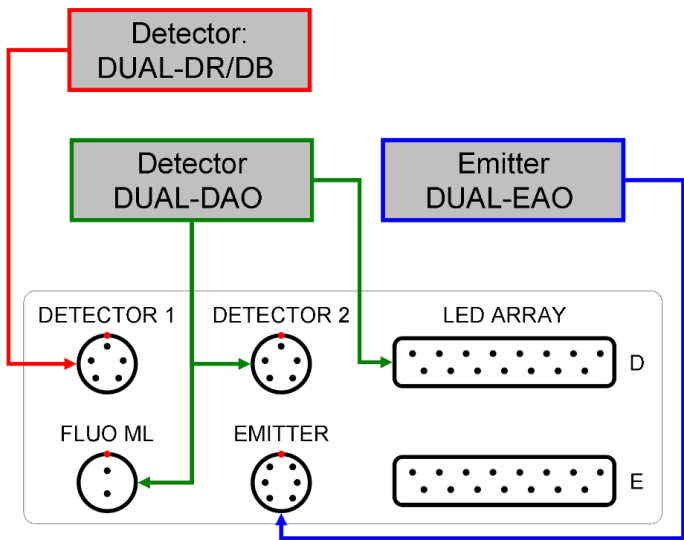 Detector:
DUAL-DR/DB
Detector
DUAL-DAO
Emitter
DUAL-EAO
DETECTOR 1
DETECTOR 2
LED ARRAY
D
FLUO ML
EMITTER
E